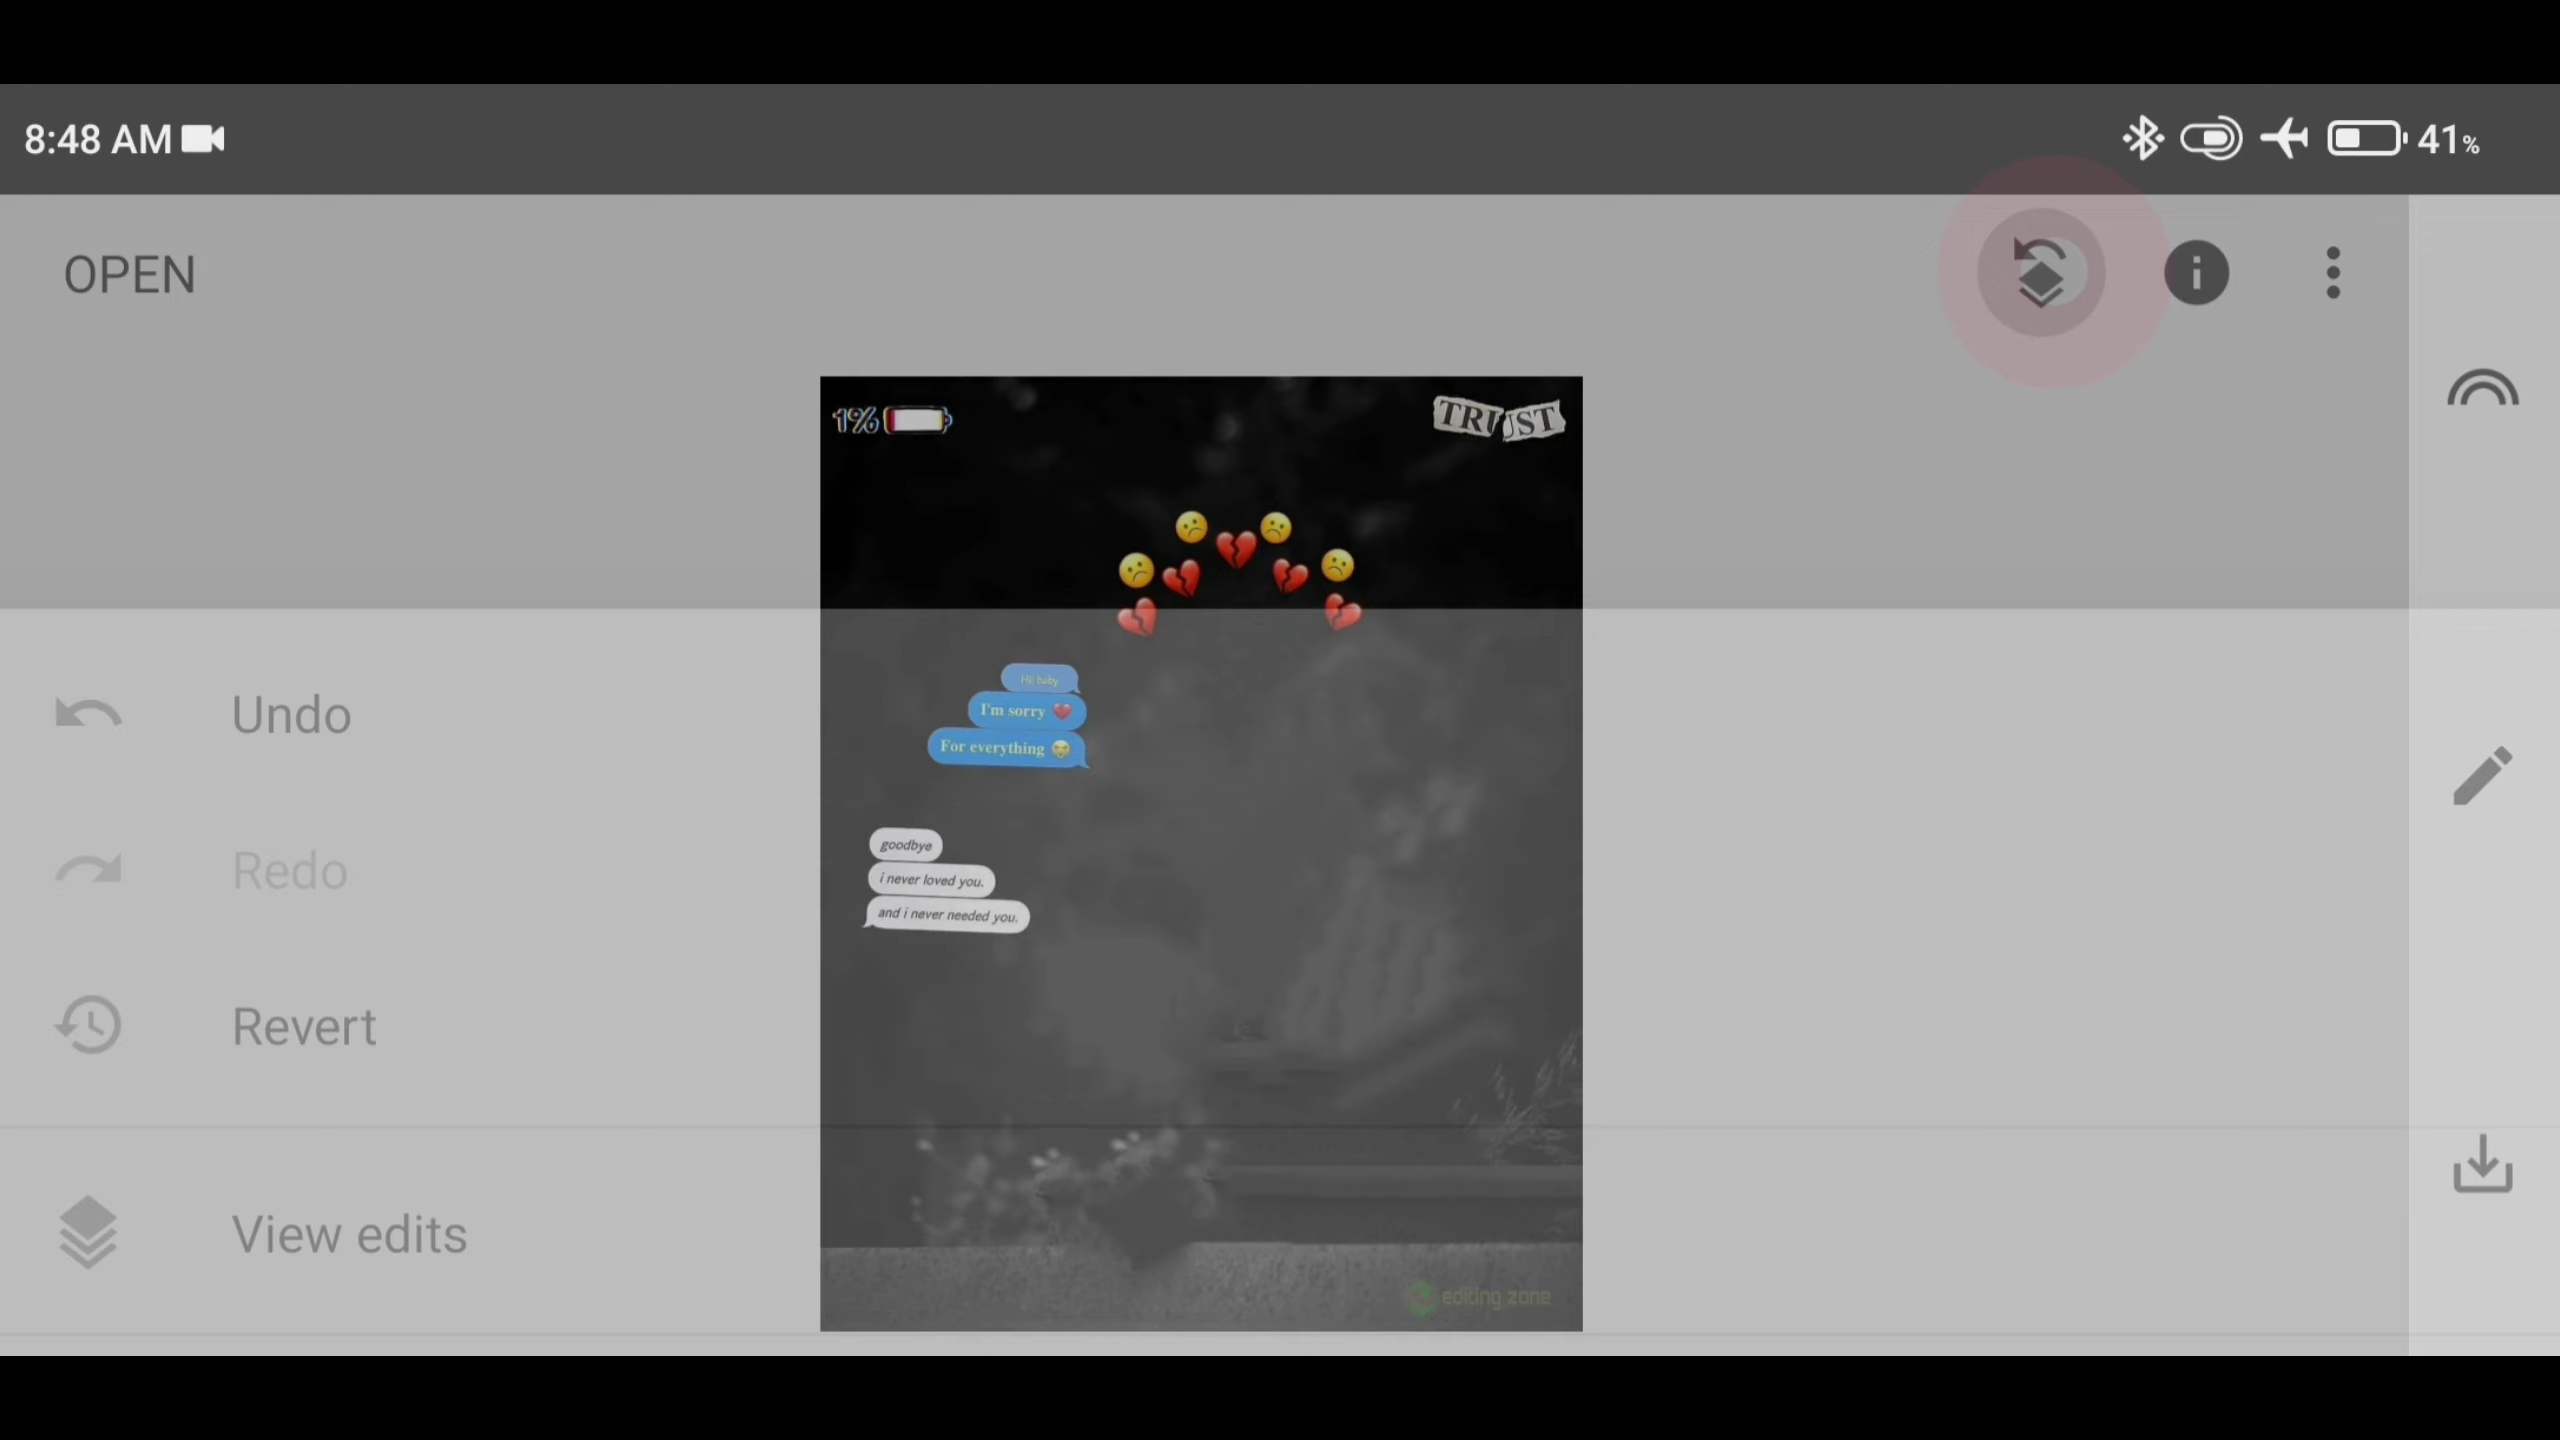 8:48 AM
41%
OPEN
1%
TRUST
Undo
Hii baby
I'm sorry 💔
For everything
goodbye
i never loved you.
and i never needed you.
Redo
Revert
View edits
editing zone